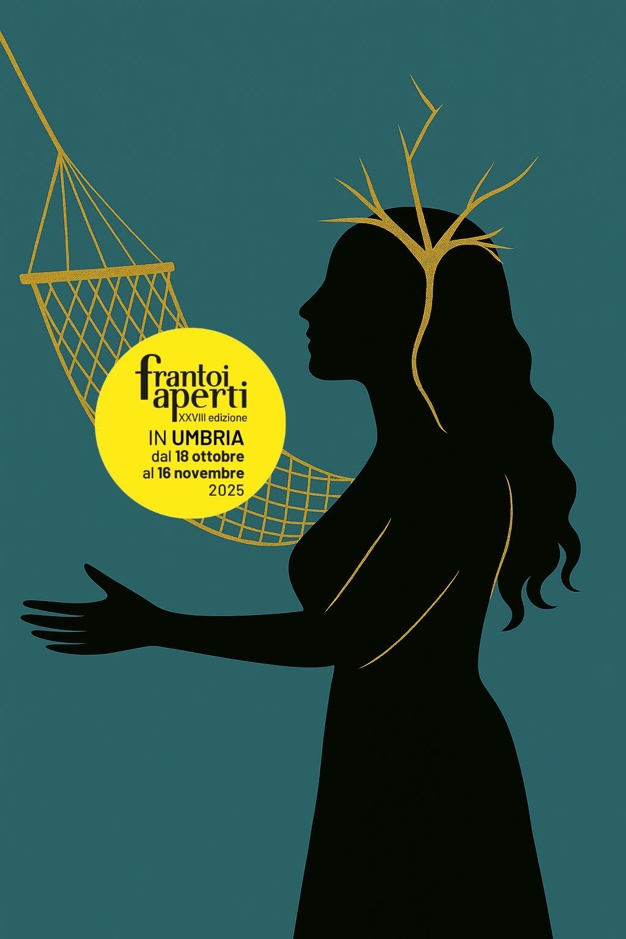 frantoi
aperti
XXVIII edizione
IN UMBRIA
dal 18 ottobre
al 16 novembre
2025